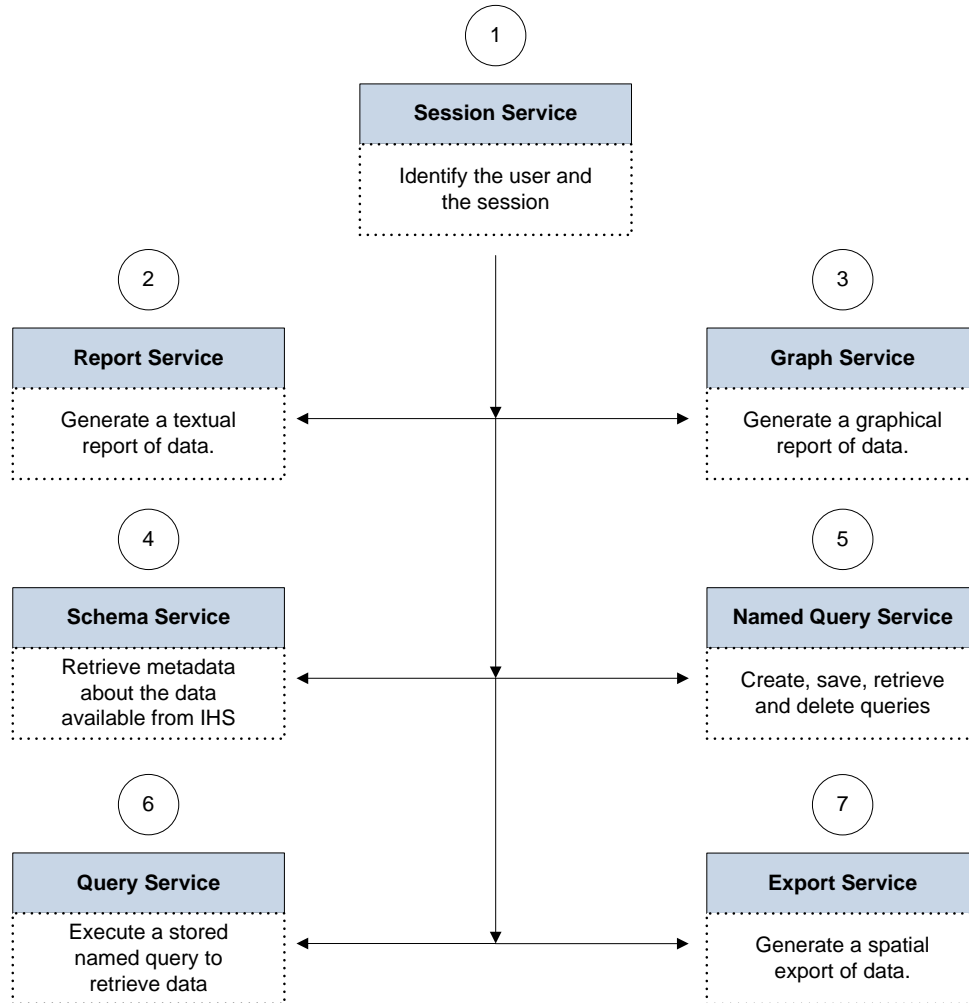 1
Session Service
Identify the user and
the session
2
Report Service
Generate a textual
report of data.
3
Graph Service
Generate a graphical
report of data.
4
Schema Service
Retrieve metadata
about the data
available from IHS
5
Named Query Service
Create, save, retrieve
and delete queries
6
Query Service
Execute a stored
named query to
retrieve data
7
Export Service
Generate a spatial
export of data.